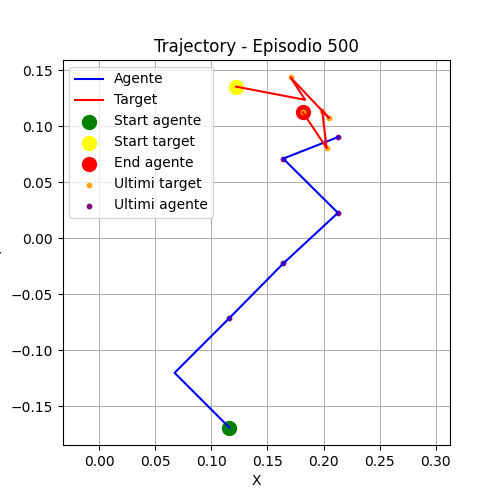 Trajectory - Episodio 500
Agente
Target
Start agente
Start target
End agente
Ultimi target
Ultimi agente
0.15
0.10
0.05
0.00
−0.05
−0.10
−0.15
0.00 0.05 0.10 0.15 0.20 0.25 0.30
X